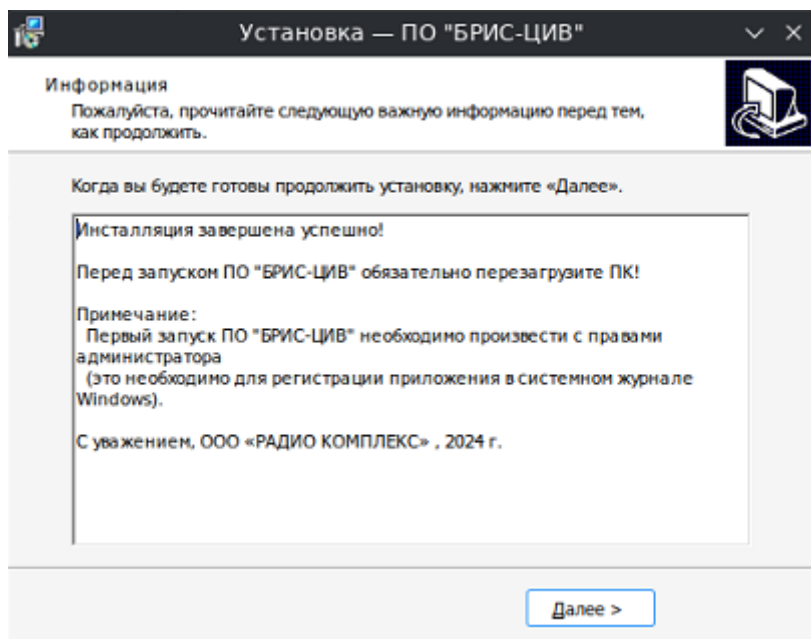 Установка — ПО "БРИС-ЦИВ"
Информация
Пожалуйста, прочитайте следующую важную информацию перед тем,
как продолжить.
Когда вы будете готовы продолжить установку, нажмите «Далее».
Инсталляция завершена успешно!
Перед запуском ПО "БРИС-ЦИВ" обязательно перезагрузите ПК!
Примечание:
Первый запуск ПО "БРИС-ЦИВ" необходимо произвести с правами
администратора
(это необходимо для регистрации приложения в системном журнале
Windows).
С уважением, ООО «РАДИО КОМПЛЕКС» , 2024 г.
Далее >